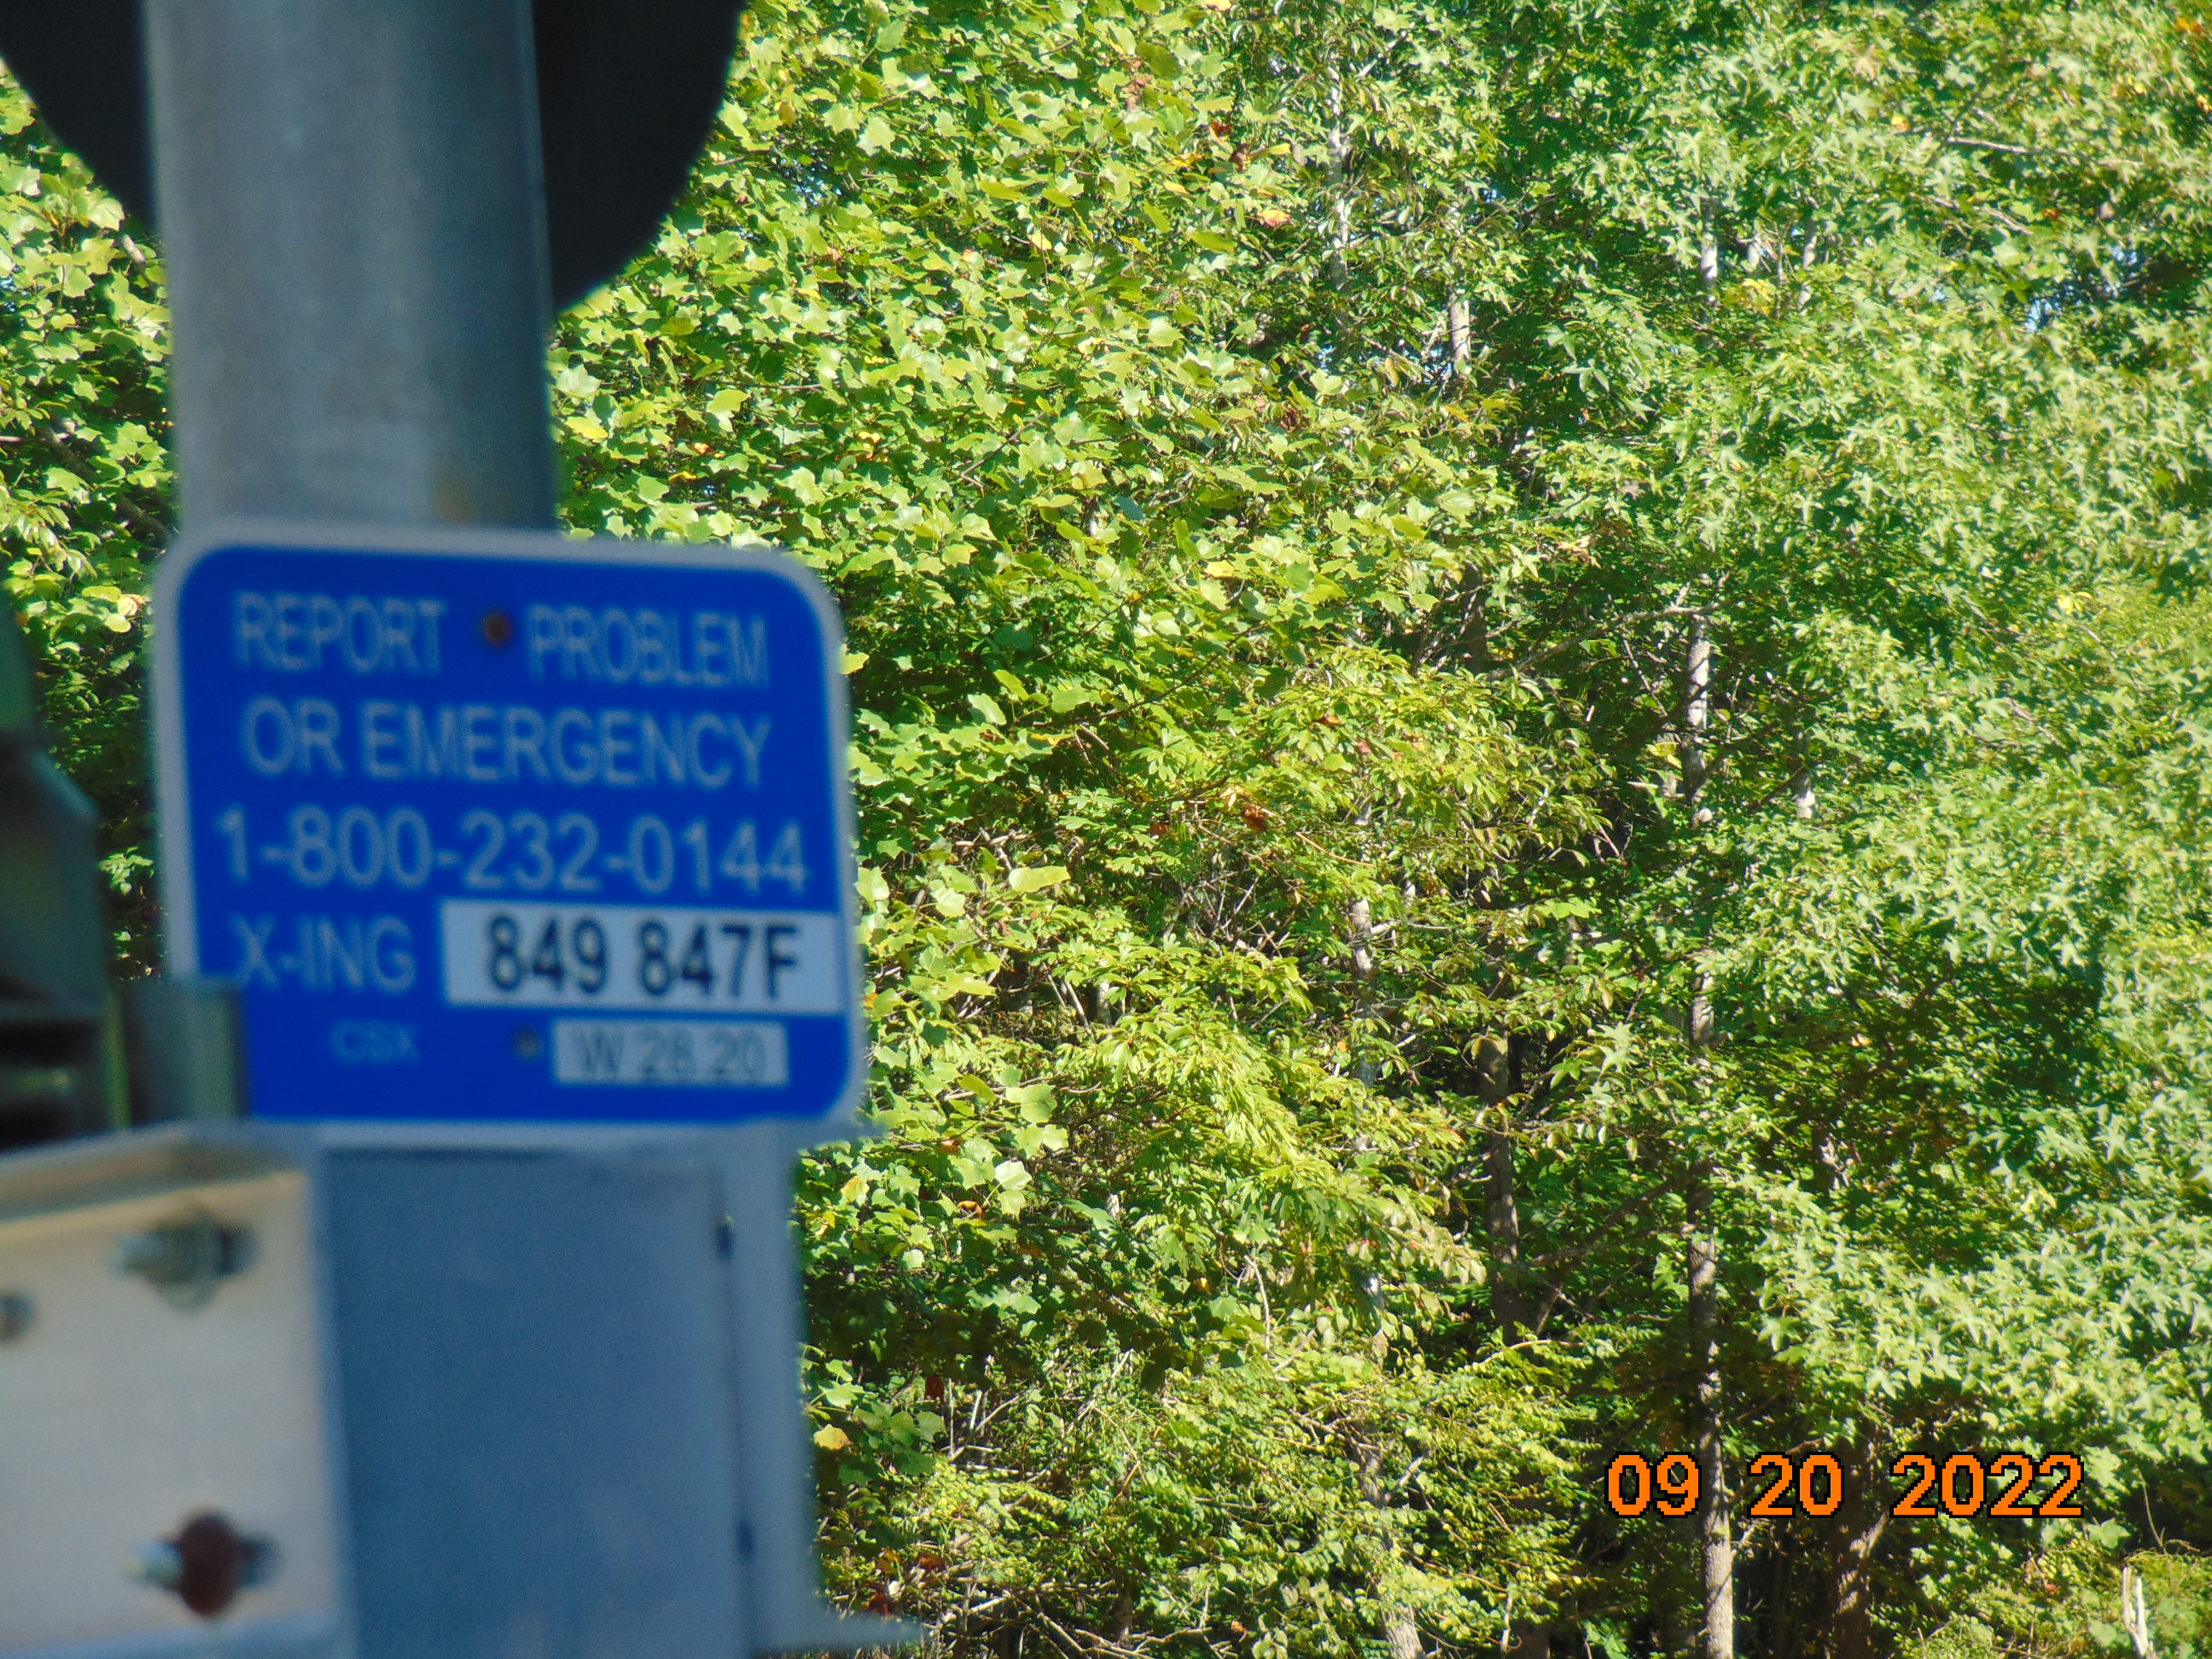 REPORT PROBLEM
OR EMERGENCY
1-800-232-0144
X-ING 849 847F
CSX W 28.20
09 20 2022